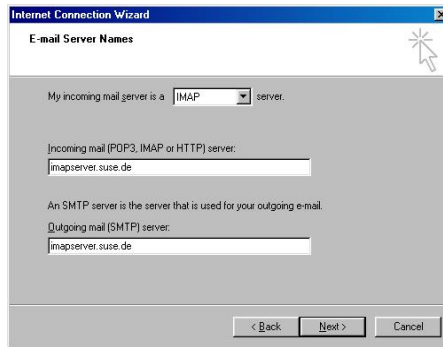 Internet Connection Wizard
E-mail Server Names
My incoming mail server is a IMAP server.
Incoming mail (POP3, IMAP or HTTP) server:
imapserver.suse.de
An SMTP server is the server that is used for your outgoing e-mail.
Outgoing mail (SMTP) server:
imapserver.suse.de
< Back Next > Cancel